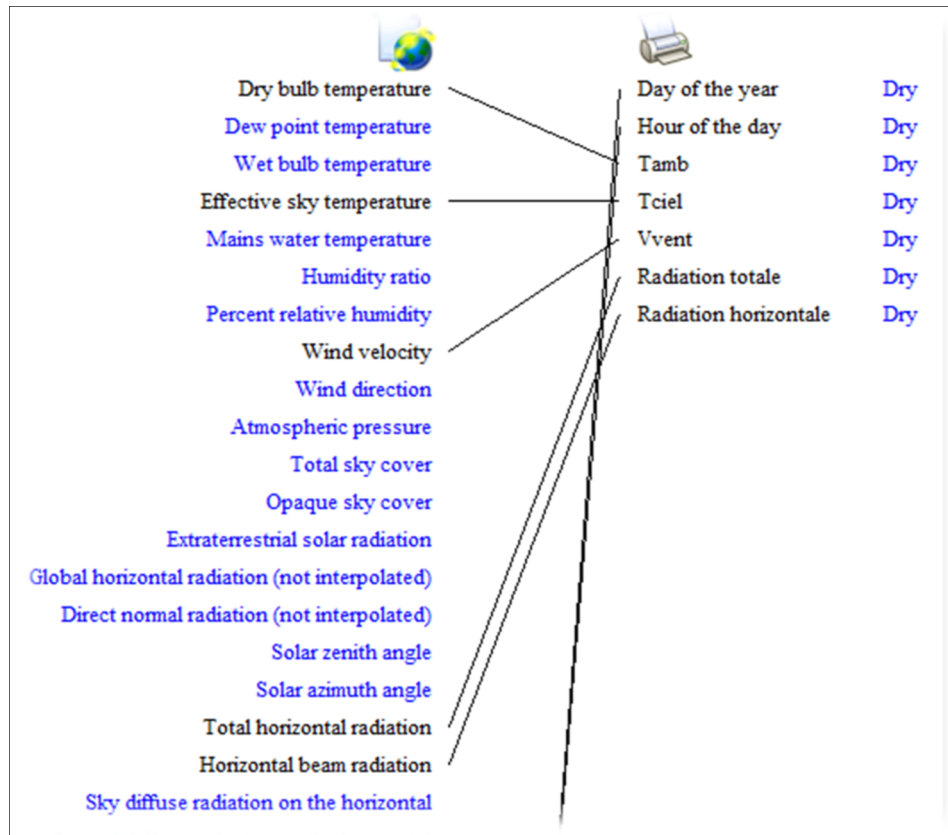 Dry bulb temperature Day of the year Dry
Dew point temperature Hour of the day Dry
Wet bulb temperature Tamb Dry
Effective sky temperature Tciel Dry
Mains water temperature Vvent Dry
Humidity ratio Radiation totale Dry
Percent relative humidity Radiation horizontale Dry
Wind velocity
Wind direction
Atmospheric pressure
Total sky cover
Opaque sky cover
Extraterrestrial solar radiation
Global horizontal radiation (not interpolated)
Direct normal radiation (not interpolated)
Solar zenith angle
Solar azimuth angle
Total horizontal radiation
Horizontal beam radiation
Sky diffuse radiation on the horizontal